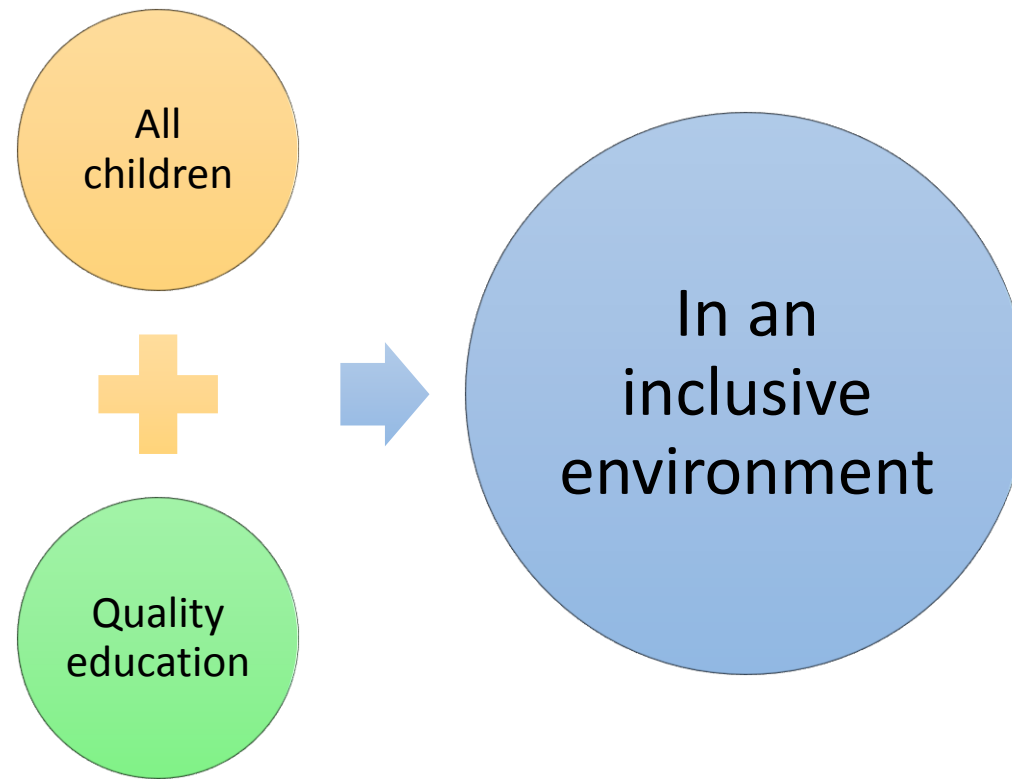 All
children
Quality
education
In an
inclusive
environment